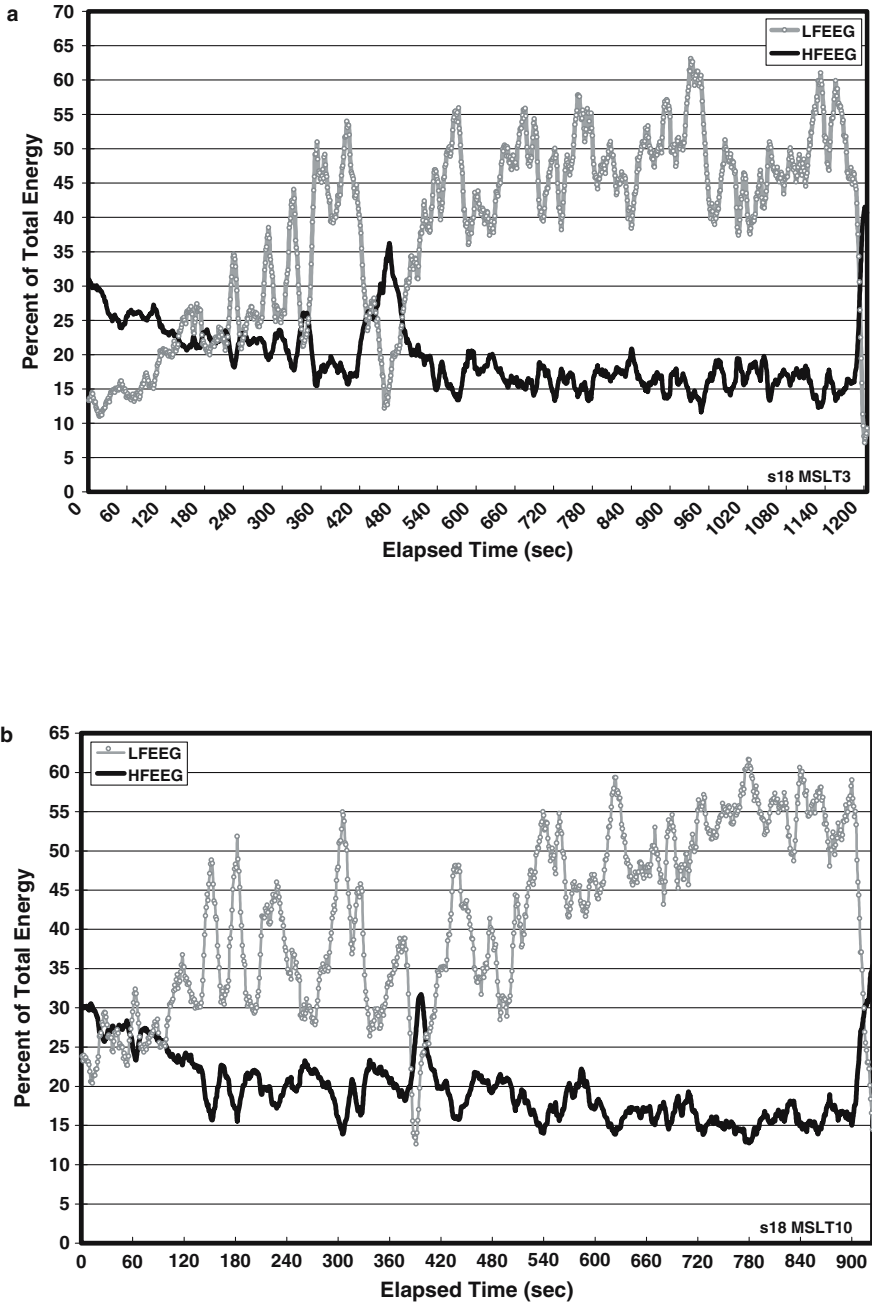 a
70
65
60
55
50
45
40
35
30
25
20
15
10
5
0
Percent of Total Energy
LFEEG
HFEEG
s18 MSLT3
0 60 120 180 240 300 360 420 480 540 600 660 720 780 840 900 960 1020 1080 1140 1200
Elapsed Time (sec)
b
65
60
55
50
45
40
35
30
25
20
15
10
5
0
Percent of Total Energy
LFEEG
HFEEG
s18 MSLT10
0 60 120 180 240 300 360 420 480 540 600 660 720 780 840 900
Elapsed Time (sec)